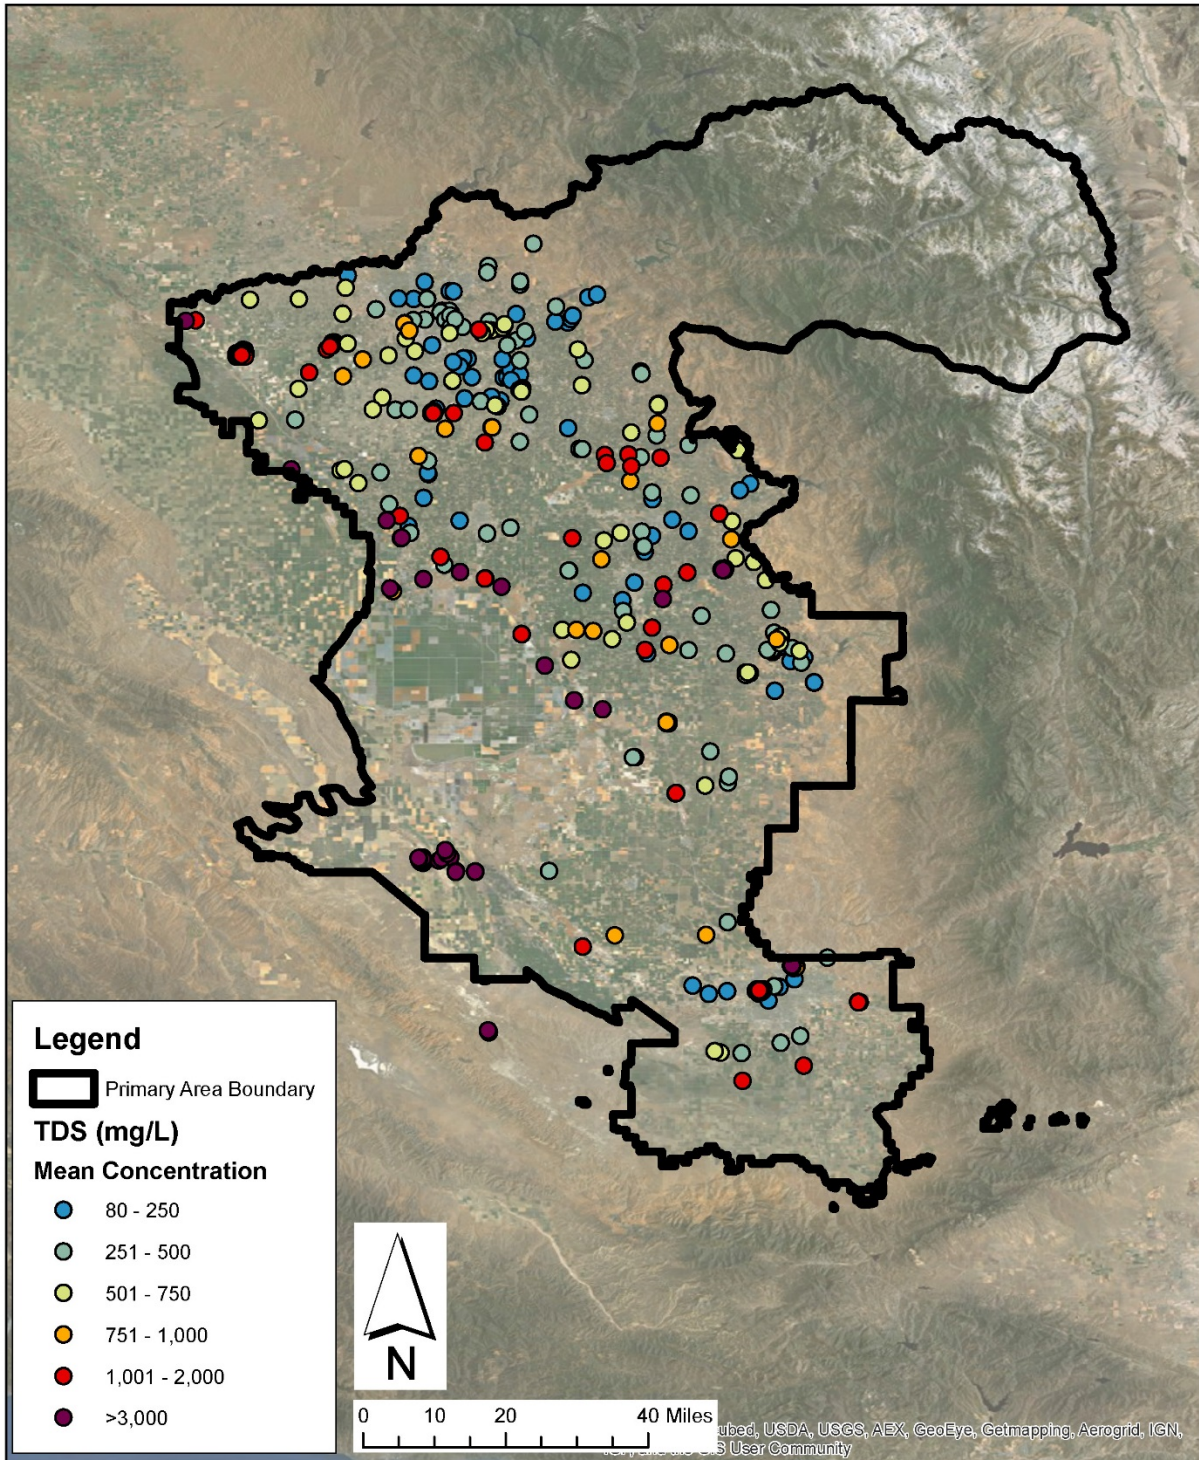 Legend
Primary Area Boundary
TDS (mg/L)
Mean Concentration
80 - 250
251 - 500
501 - 750
751 - 1,000
1,001 - 2,000
>3,000
N
0 10 20 40 Miles
USDA, USGS, AEX, GeoEye, Getmapping, Aerogrid, IGN,
User Community